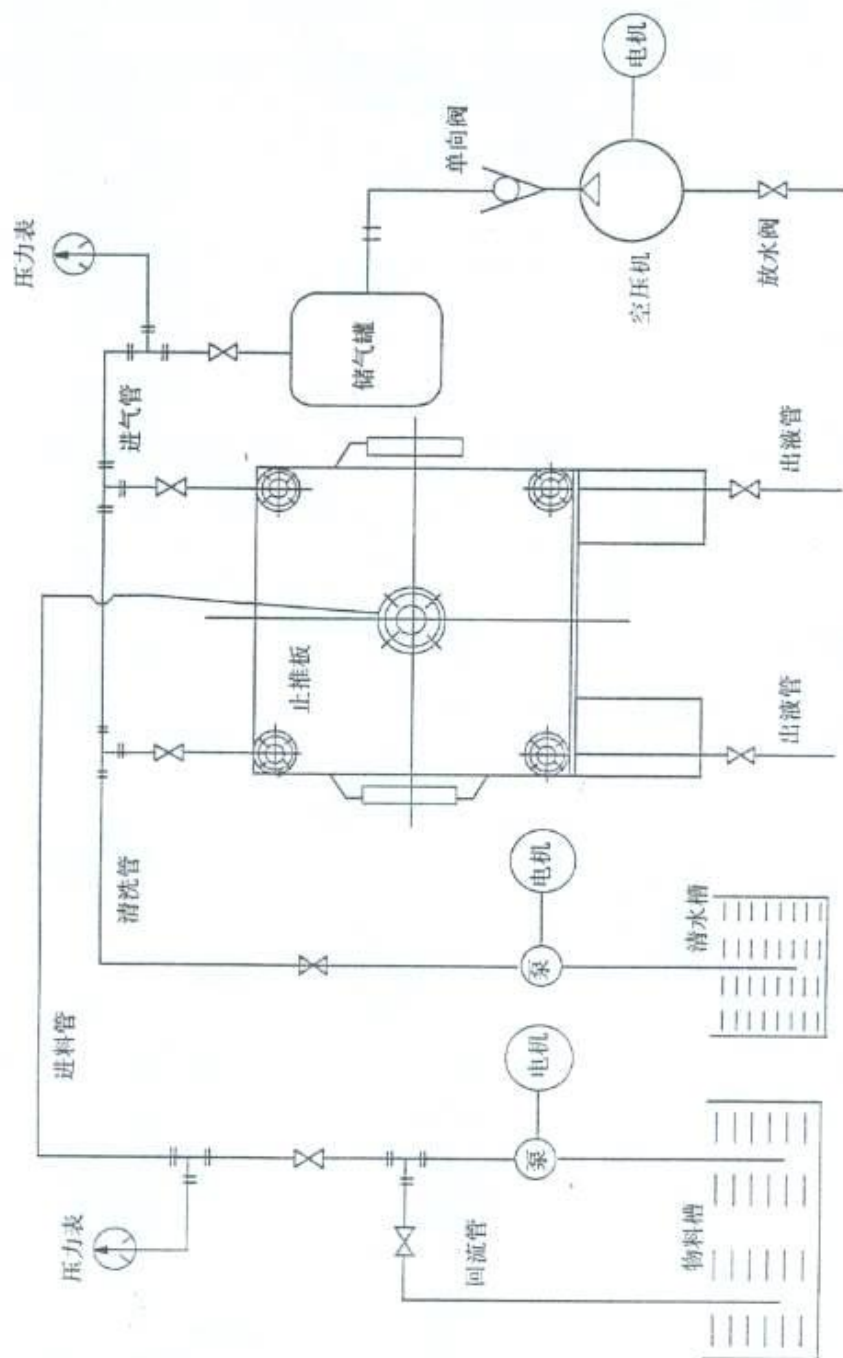 压力表
压力表
进料管
清洗管
进气管
止推板
储气罐
单向阀
电机
空压机
放水阀
回流管
泵
电机
泵
电机
物料槽
清水槽
出液管
出液管